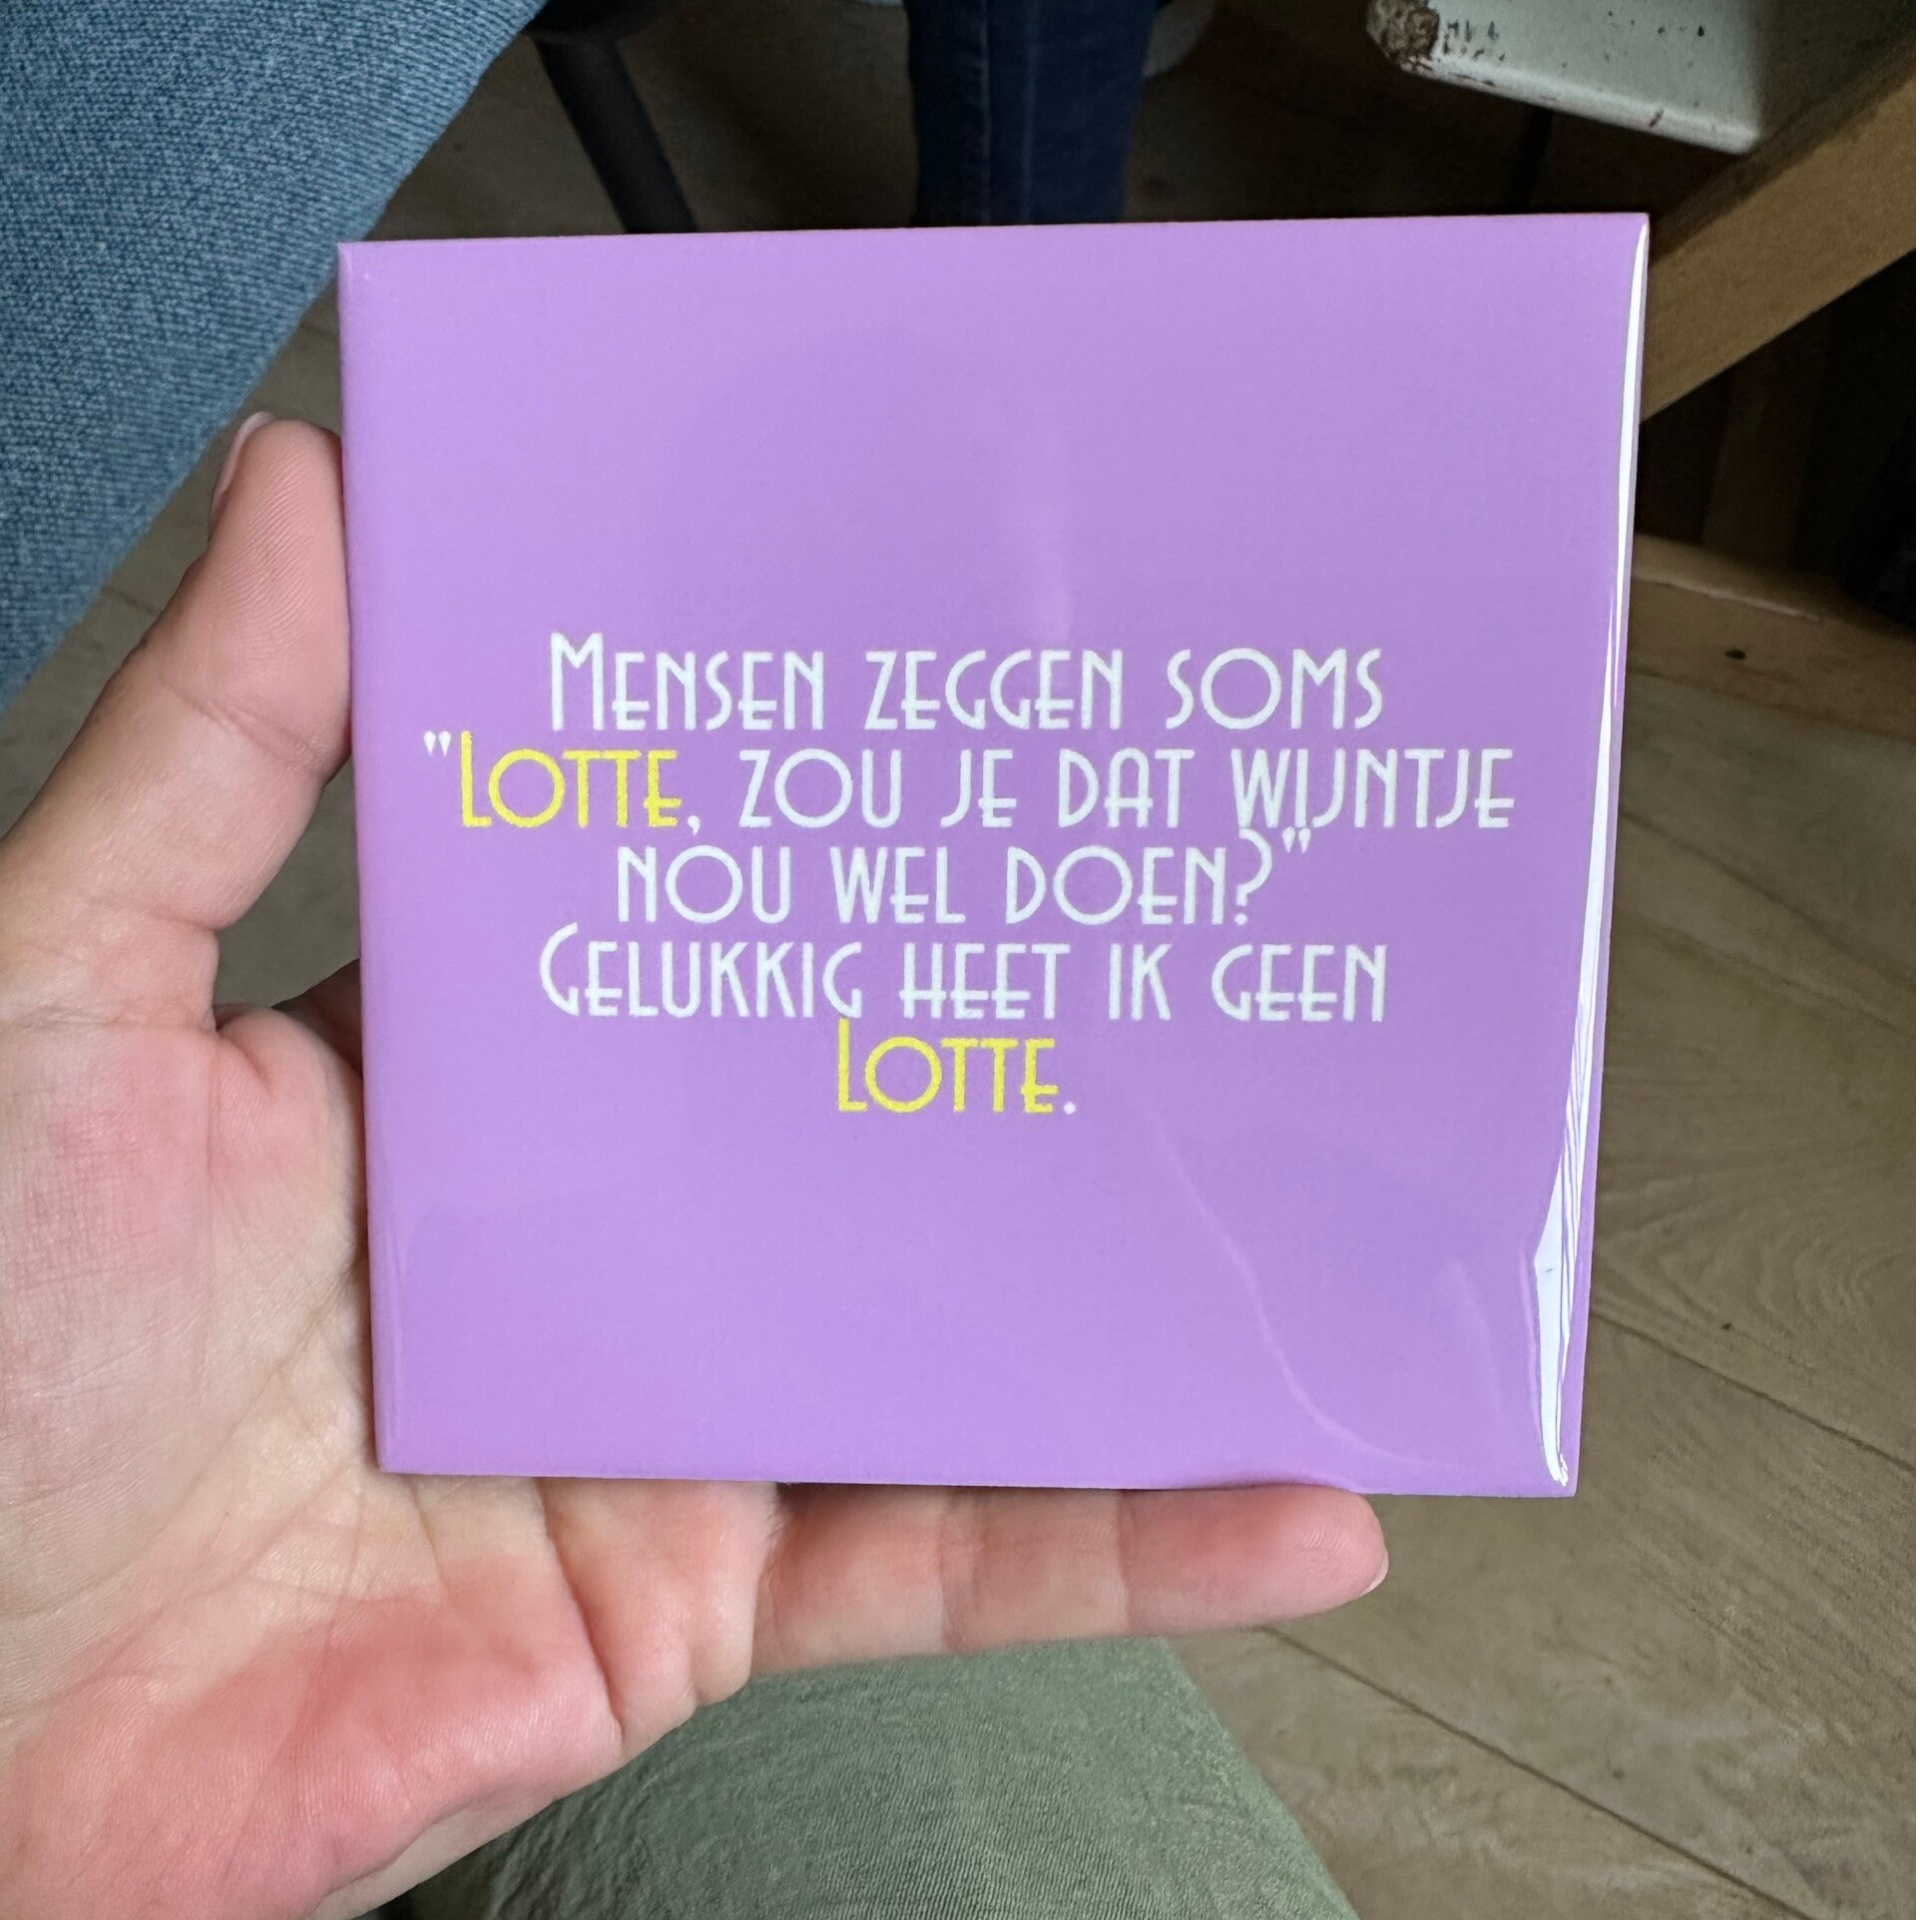 Mensen zeggen soms
"Lotte, zou je dat wijntje
nou wel doen?"
Gelukkig heet ik geen
Lotte.